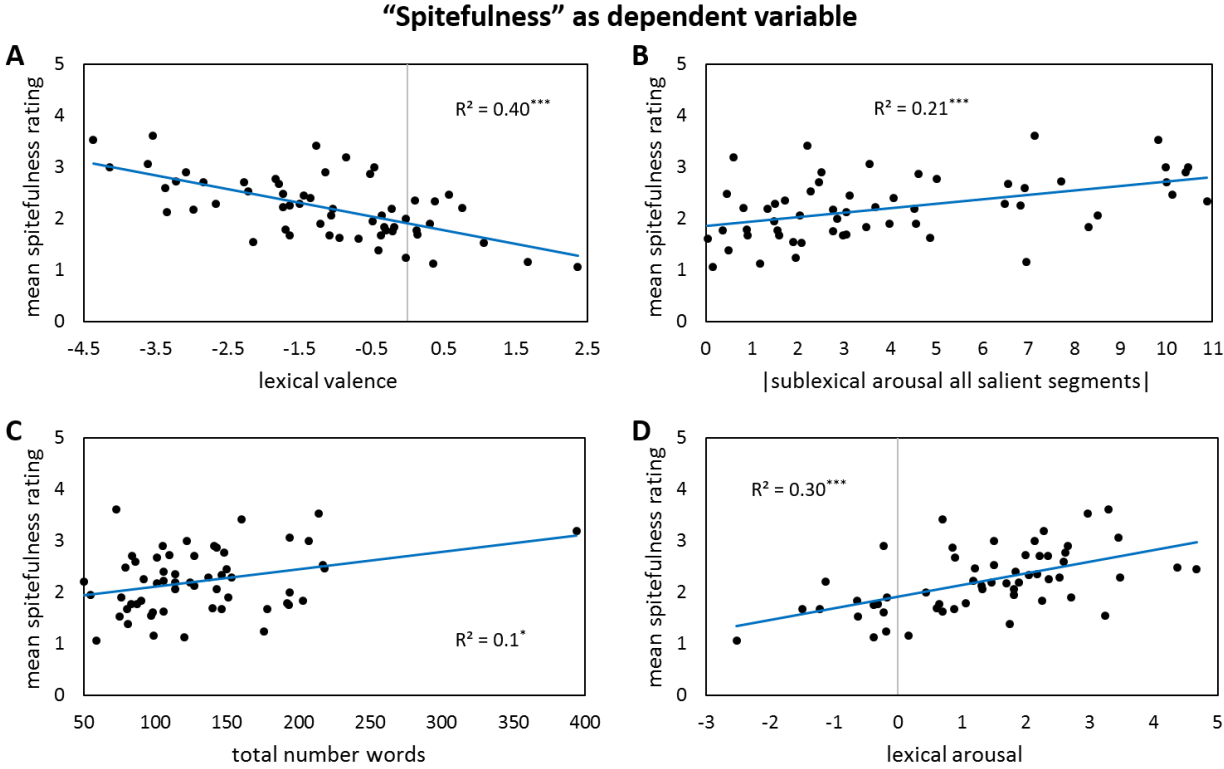 “Spitefulness” as dependent variable
A
mean spitefulness rating
5
4
3
2
1
0
R² = 0.40***
-4.5 -3.5 -2.5 -1.5 -0.5 0.5 1.5 2.5
lexical valence
B
mean spitefulness rating
5
4
3
2
1
0
R² = 0.21***
0 1 2 3 4 5 6 7 8 9 10 11
|sublexical arousal all salient segments|
C
mean spitefulness rating
5
4
3
2
1
0
R² = 0.1*
50 100 150 200 250 300 350 400
total number words
D
mean spitefulness rating
5
4
3
2
1
0
R² = 0.30***
-3 -2 -1 0 1 2 3 4 5
lexical arousal